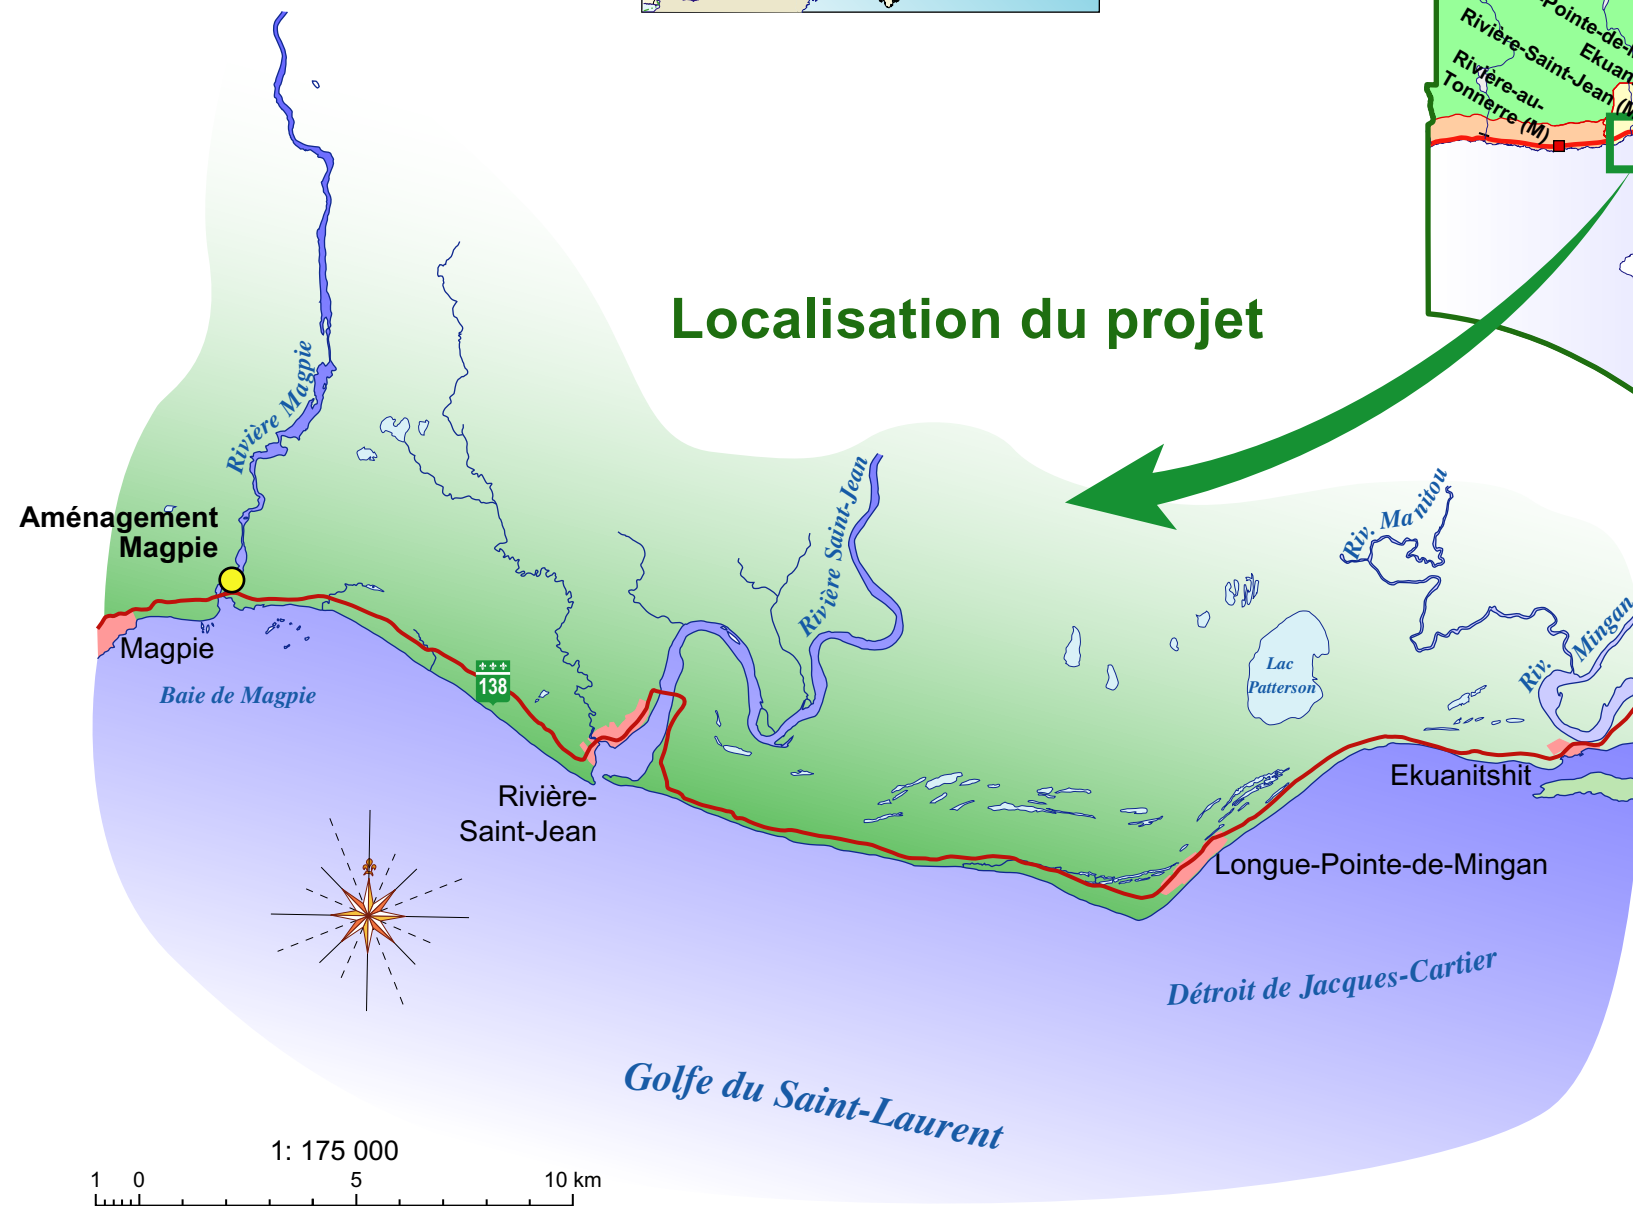 Rivière-Saint-Jean (M
Rivière-au-
Tonnerre (M)
Localisation du projet
Rivière Magpie
Rivière Saint-Jean
Riv. Manitou
Aménagement
Magpie
Riv. Mingan
Magpie
Lac
Patterson
138
Baie de Magpie
Ekuanitshit
Rivière-
Saint-Jean
Longue-Pointe-de-Mingan
Détroit de Jacques-Cartier
Golfe du Saint-Laurent
1: 175 000
1 0 5 10 km